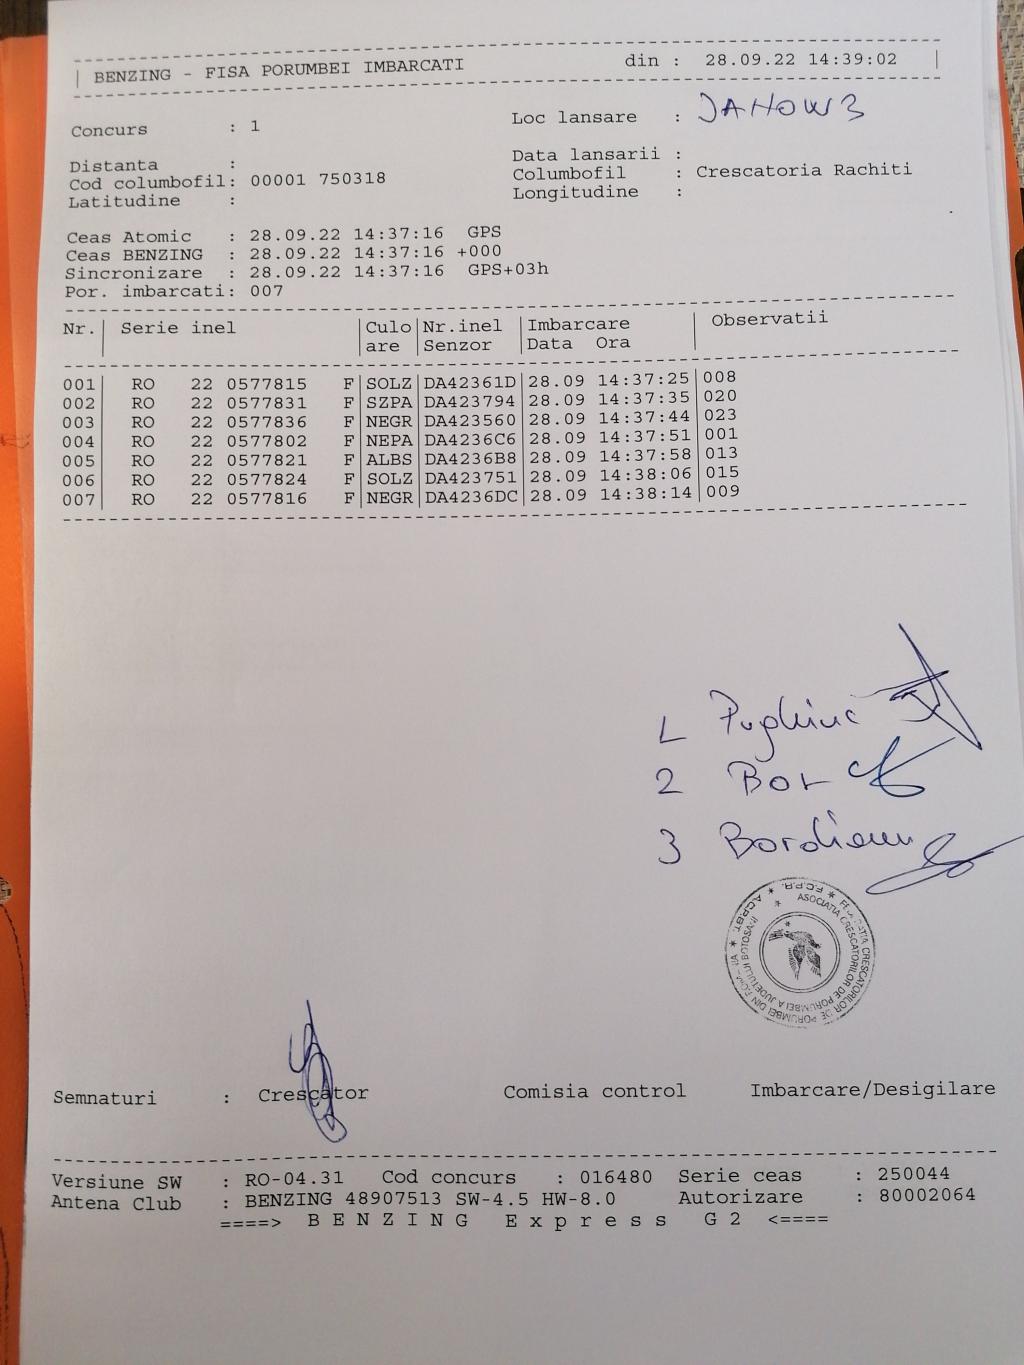 BENZING - FISA PORUMBEI IMBARCATI din : 28.09.22 14:39:02
Concurs : 1 Loc lansare : JANOW 3
Distanta : Data lansarii :
Cod columbofil: 00001 750318 Columbofil : Crescatoria Rachiti
Latitudine : Longitudine :
Ceas Atomic : 28.09.22 14:37:16 GPS
Ceas BENZING : 28.09.22 14:37:16 +000
Sincronizare : 28.09.22 14:37:16 GPS+03h
Por. imbarcati: 007
Nr.| Serie inel |Culo|Nr.inel |Imbarcare | Observatii
| |are |Senzor |Data Ora |
001| RO 22 0577815 F|SOLZ|DA42361D|28.09 14:37:25|008
002| RO 22 0577831 F|SZPA|DA423794|28.09 14:37:35|020
003| RO 22 0577836 F|NEGR|DA423560|28.09 14:37:44|023
004| RO 22 0577802 F|NEPA|DA4236C6|28.09 14:37:51|001
005| RO 22 0577821 F|ALBS|DA4236B8|28.09 14:37:58|013
006| RO 22 0577824 F|SOLZ|DA423751|28.09 14:38:06|015
007| RO 22 0577816 F|NEGR|DA4236DC|28.09 14:38:14|009
1
2 Bor
3
ASOCIATIA CRESCATORILOR DE PORUMBEI A JUDETULUI BOTOSANI
F.C.P.R. * A.C.P.BT. *
Semnaturi : Crescator Comisia control Imbarcare/Desigilare
Versiune SW : RO-04.31 Cod concurs : 016480 Serie ceas : 250044
Antena Club : BENZING 48907513 SW-4.5 HW-8.0 Autorizare : 80002064
====> B E N Z I N G E x p r e s s G 2 <====